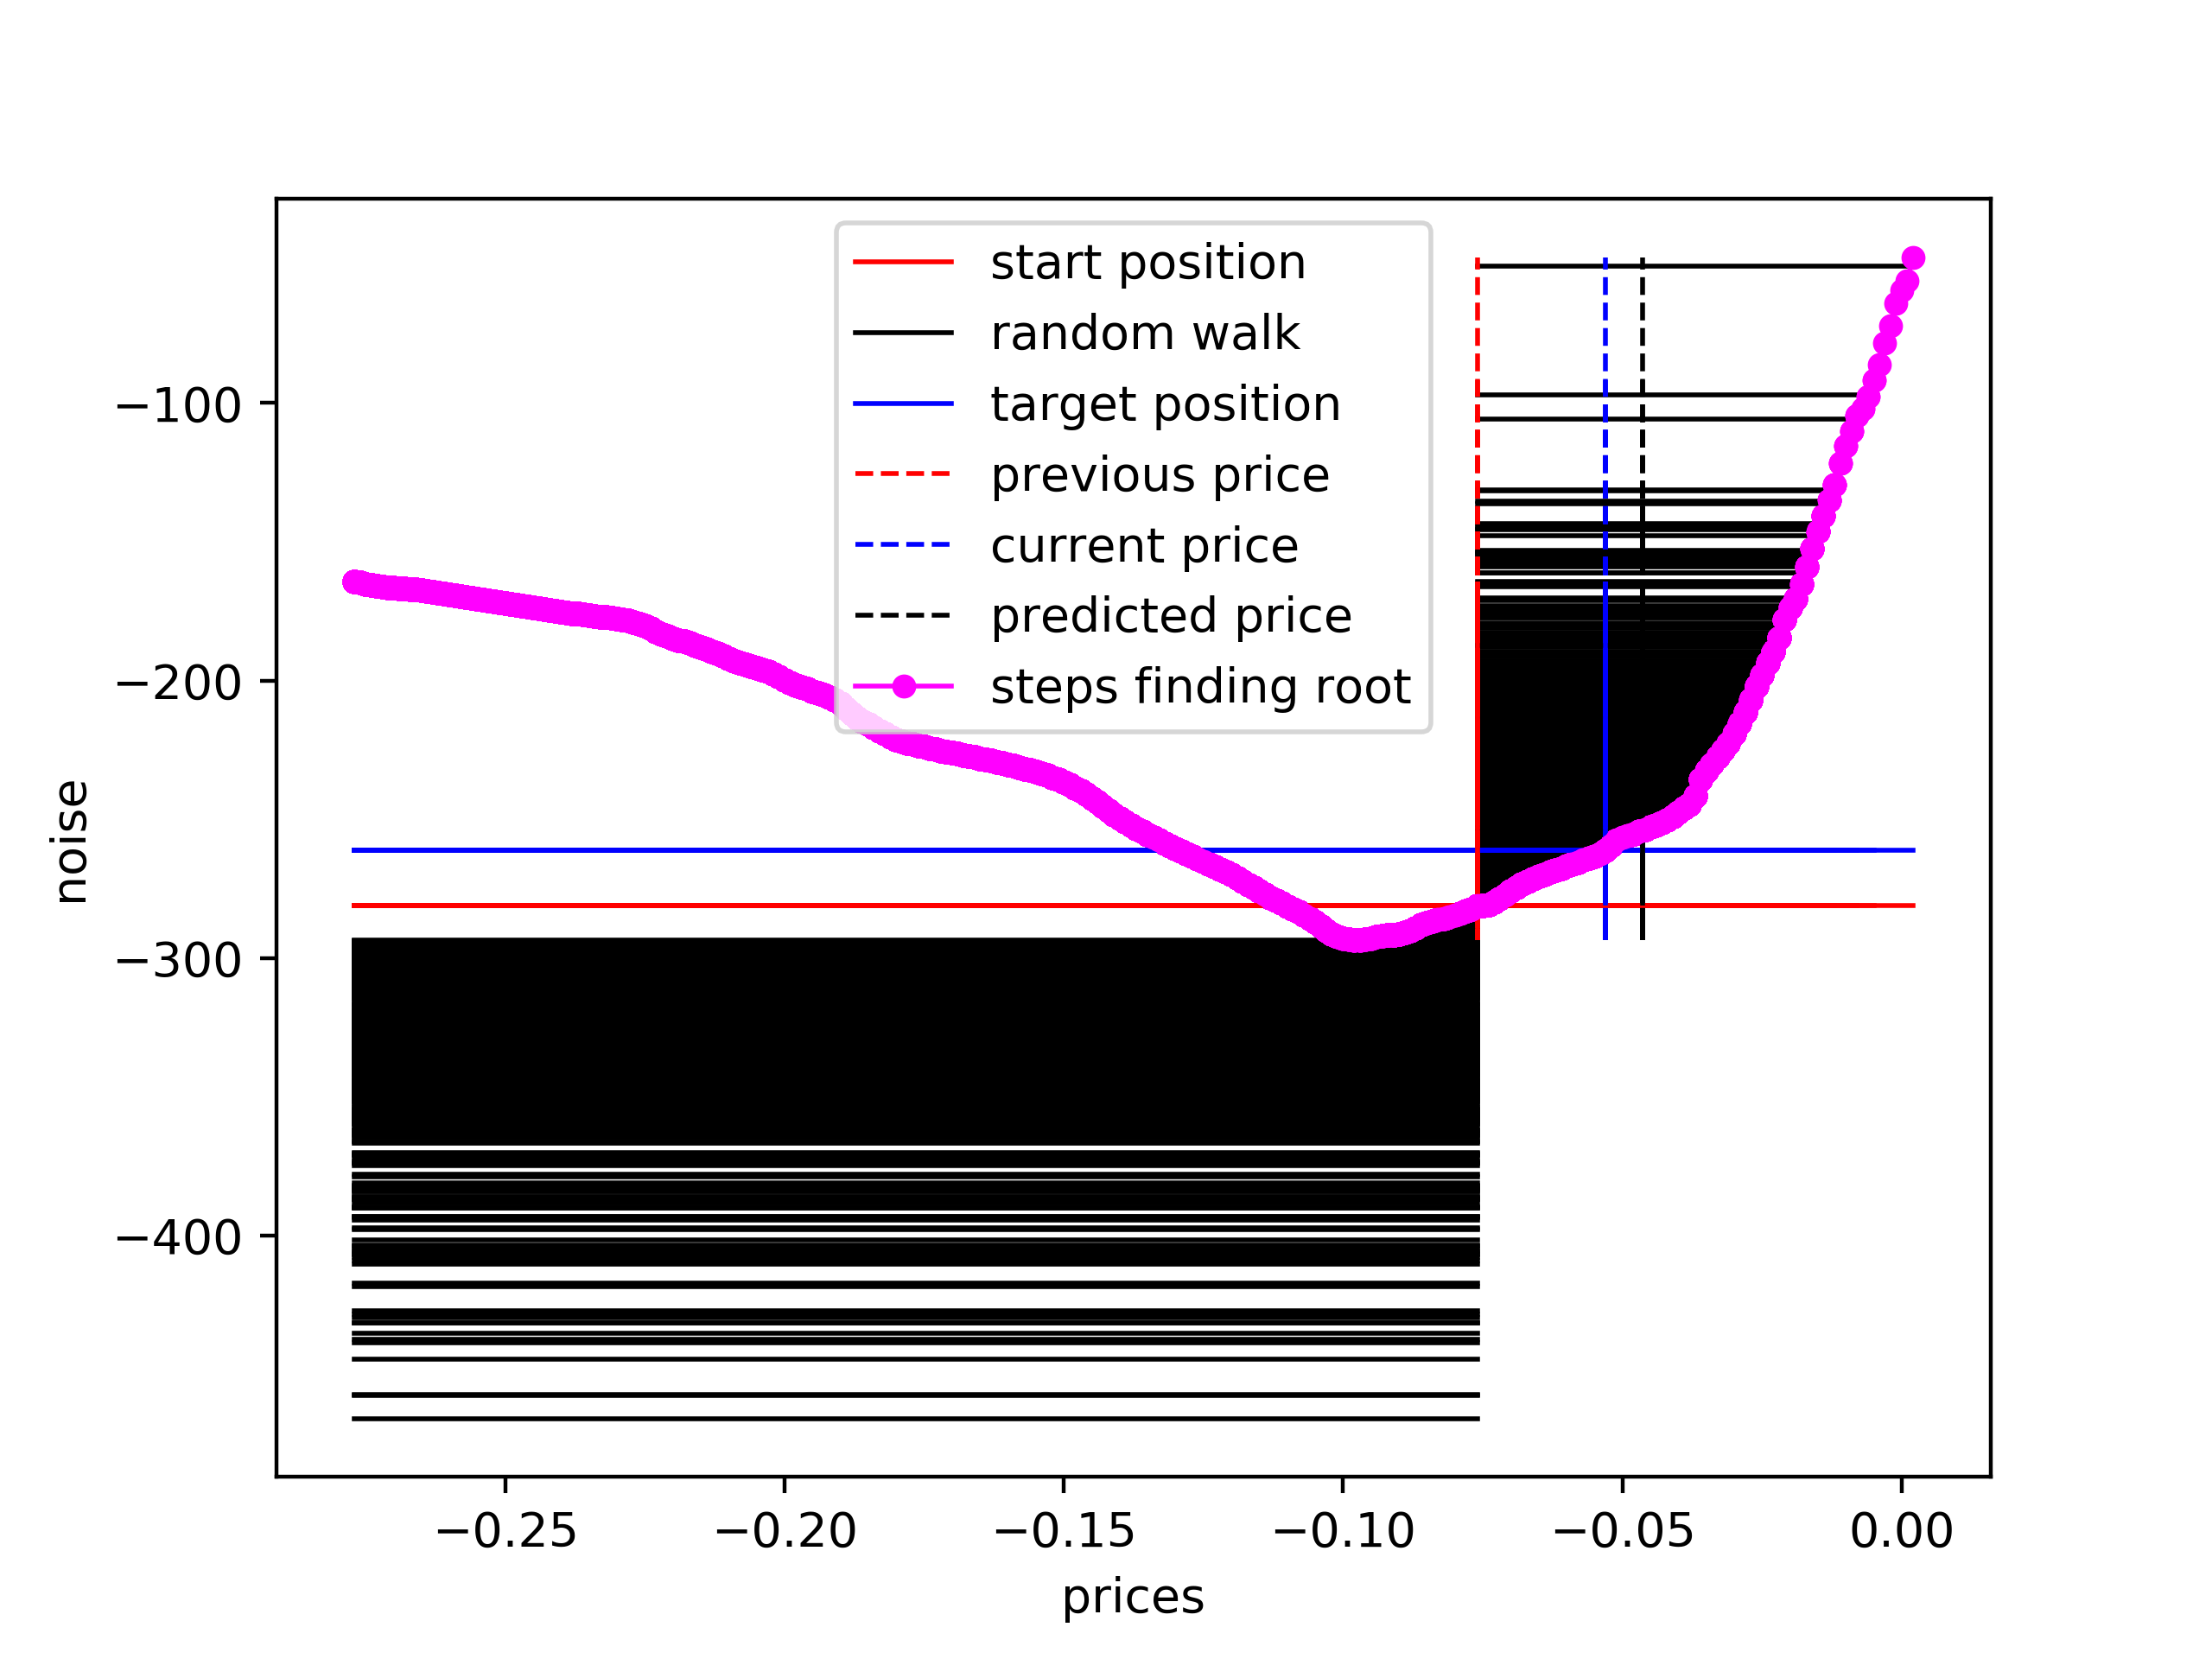 start position
random walk
target position
previous price
current price
predicted price
steps finding root
−100
−200
−300
−400
noise
−0.25 −0.20 −0.15 −0.10 −0.05 0.00
prices